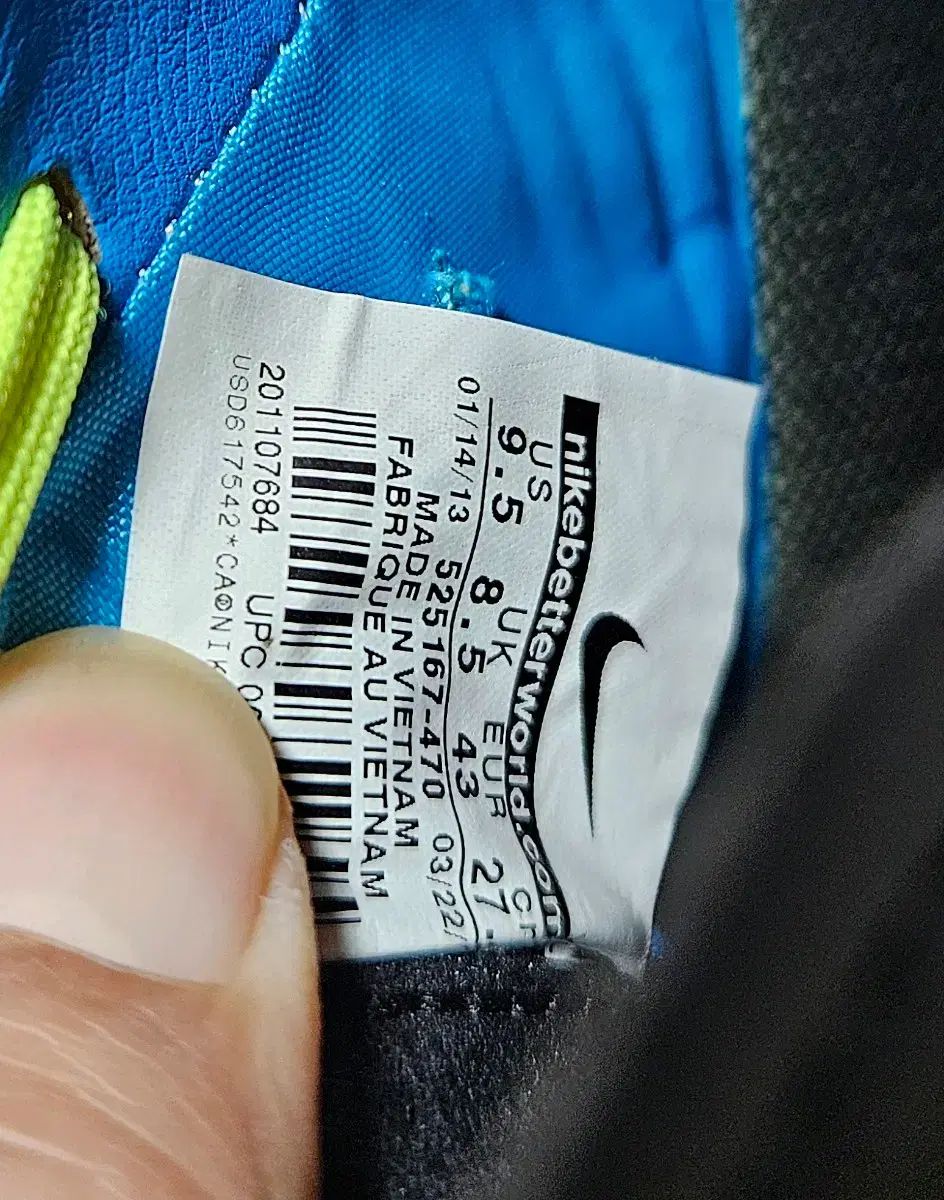 nikebetterworld.com
US UK EUR
9.5 8.5 43 27.
01/14/13 525167-470 03/22/
MADE IN VIETNAM
FABRIQUE AU VIETNAM
201107684 UPC
USD617542*CA